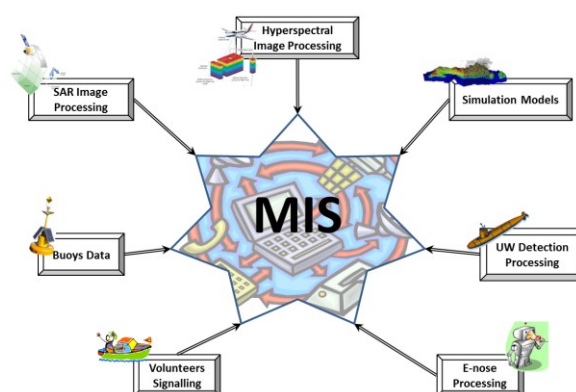 Hyperspectral
Image Processing
SAR Image
Processing
Simulation Models
MIS
Buoys Data
UW Detection
Processing
Volunteers
Signalling
E-nose
Processing